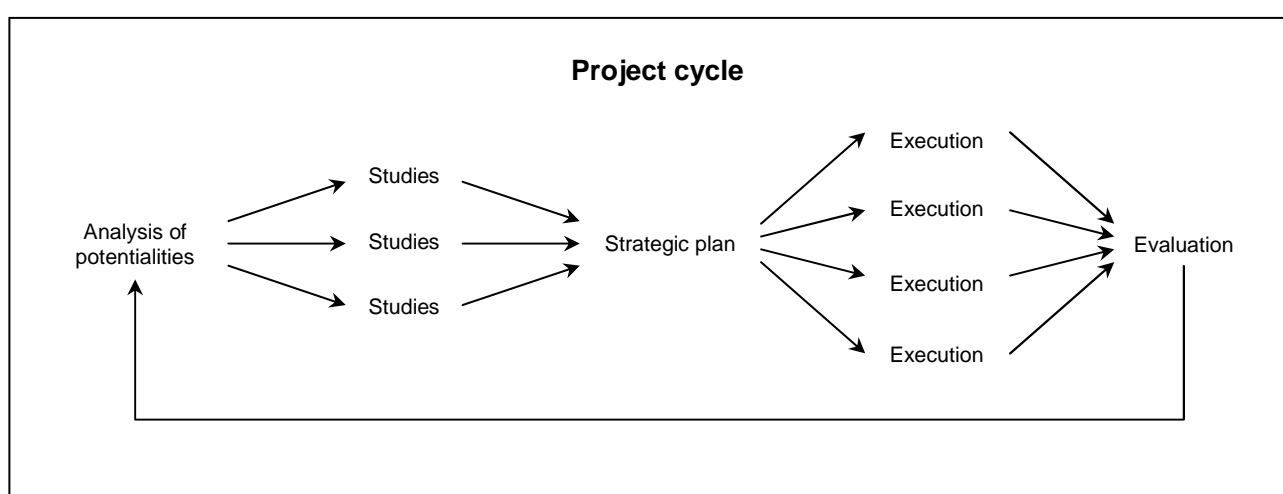 Project cycle
Analysis of
potentialities
Studies
Studies
Studies
Strategic plan
Execution
Execution
Execution
Execution
Evaluation